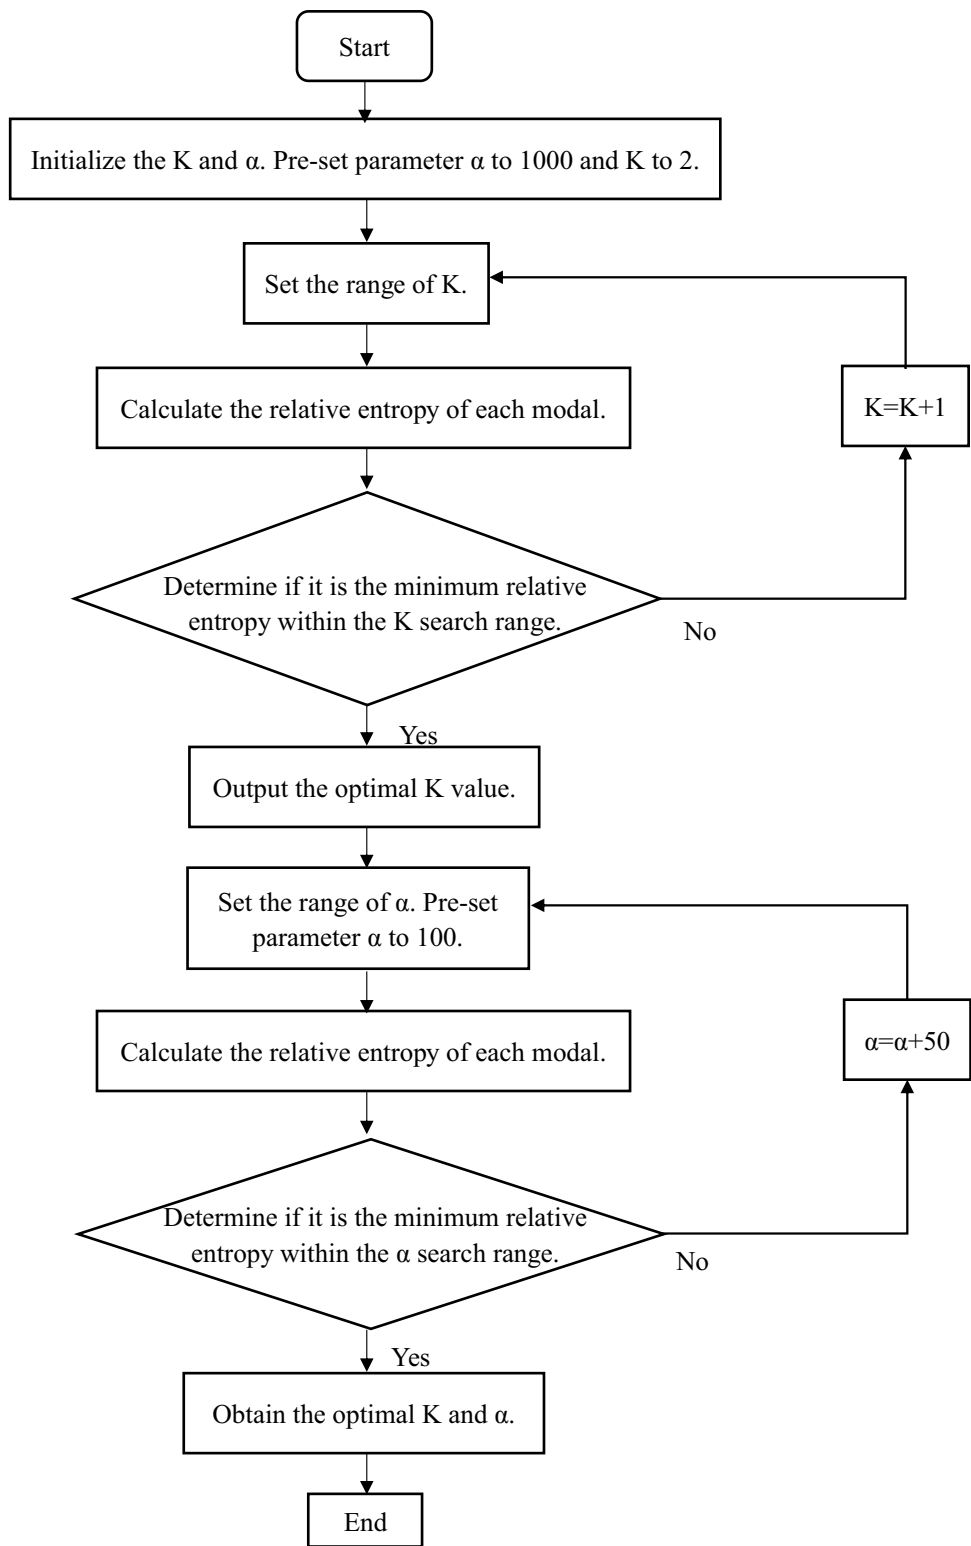 Start
Initialize the K and α. Pre-set parameter α to 1000 and K to 2.
Set the range of K.
Calculate the relative entropy of each modal.
K=K+1
Determine if it is the minimum relative
entropy within the K search range.
No
Yes
Output the optimal K value.
Set the range of α. Pre-set
parameter α to 100.
Calculate the relative entropy of each modal.
α=α+50
Determine if it is the minimum relative
entropy within the α search range.
No
Yes
Obtain the optimal K and α.
End